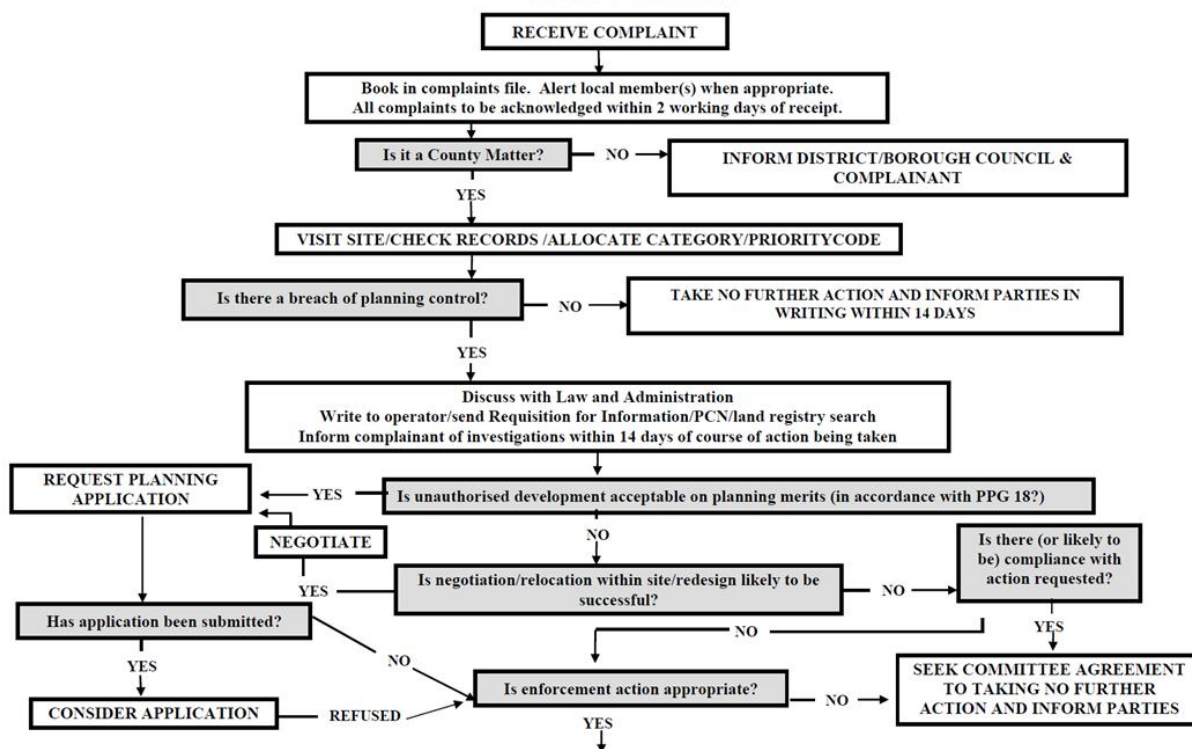 RECEIVE COMPLAINT
Book in complaints file. Alert local member(s) when appropriate.
All complaints to be acknowledged within 2 working days of receipt.
Is it a County Matter?
NO
INFORM DISTRICT/BOROUGH COUNCIL &
COMPLAINANT
YES
VISIT SITE/CHECK RECORDS /ALLOCATE CATEGORY/PRIORITYCODE
Is there a breach of planning control?
NO
TAKE NO FURTHER ACTION AND INFORM PARTIES IN
WRITING WITHIN 14 DAYS
YES
Discuss with Law and Administration
Write to operator/send Requisition for Information/PCN/land registry search
Inform complainant of investigations within 14 days of course of action being taken
REQUEST PLANNING
APPLICATION
YES
Is unauthorised development acceptable on planning merits (in accordance with PPG 18?)
NEGOTIATE
NO
Is there (or likely to
be) compliance with
action requested?
YES
Is negotiation/relocation within site/redesign likely to be
successful?
NO
Has application been submitted?
NO
YES
YES
NO
SEEK COMMITTEE AGREEMENT
TO TAKING NO FURTHER
ACTION AND INFORM PARTIES
Is enforcement action appropriate?
NO
CONSIDER APPLICATION
REFUSED
YES